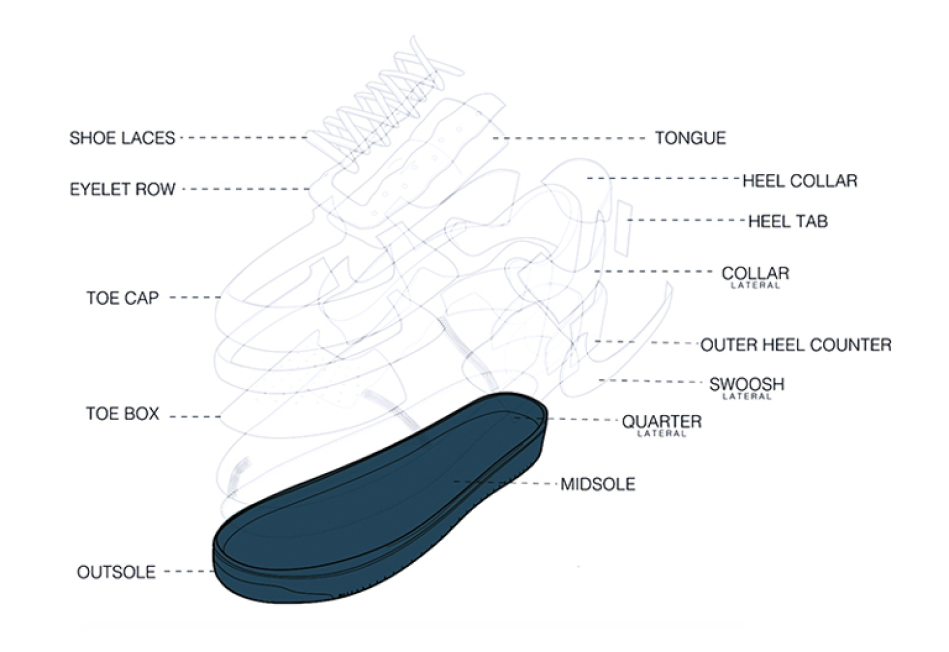 SHOE LACES
TONGUE
EYELET ROW
HEEL COLLAR
HEEL TAB
COLLAR
LATERAL
TOE CAP
OUTER HEEL COUNTER
SWOOSH
LATERAL
TOE BOX
QUARTER
LATERAL
MIDSOLE
OUTSOLE